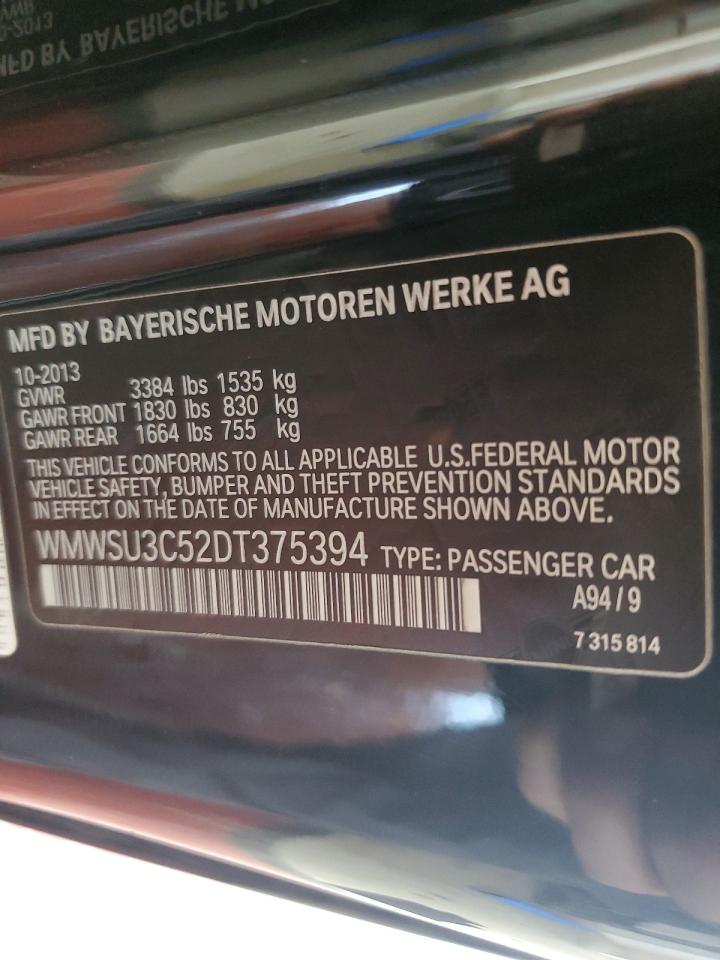 MFD BY BAYERISCHE MOTOREN WERKE AG
10-2013
GVWR 3384 lbs 1535 kg
GAWR FRONT 1830 lbs 830 kg
GAWR REAR 1664 lbs 755 kg
THIS VEHICLE CONFORMS TO ALL APPLICABLE U.S.FEDERAL MOTOR
VEHICLE SAFETY, BUMPER AND THEFT PREVENTION STANDARDS
IN EFFECT ON THE DATE OF MANUFACTURE SHOWN ABOVE.
WMWSU3C52DT375394 TYPE: PASSENGER CAR
A94/9
7 315 814